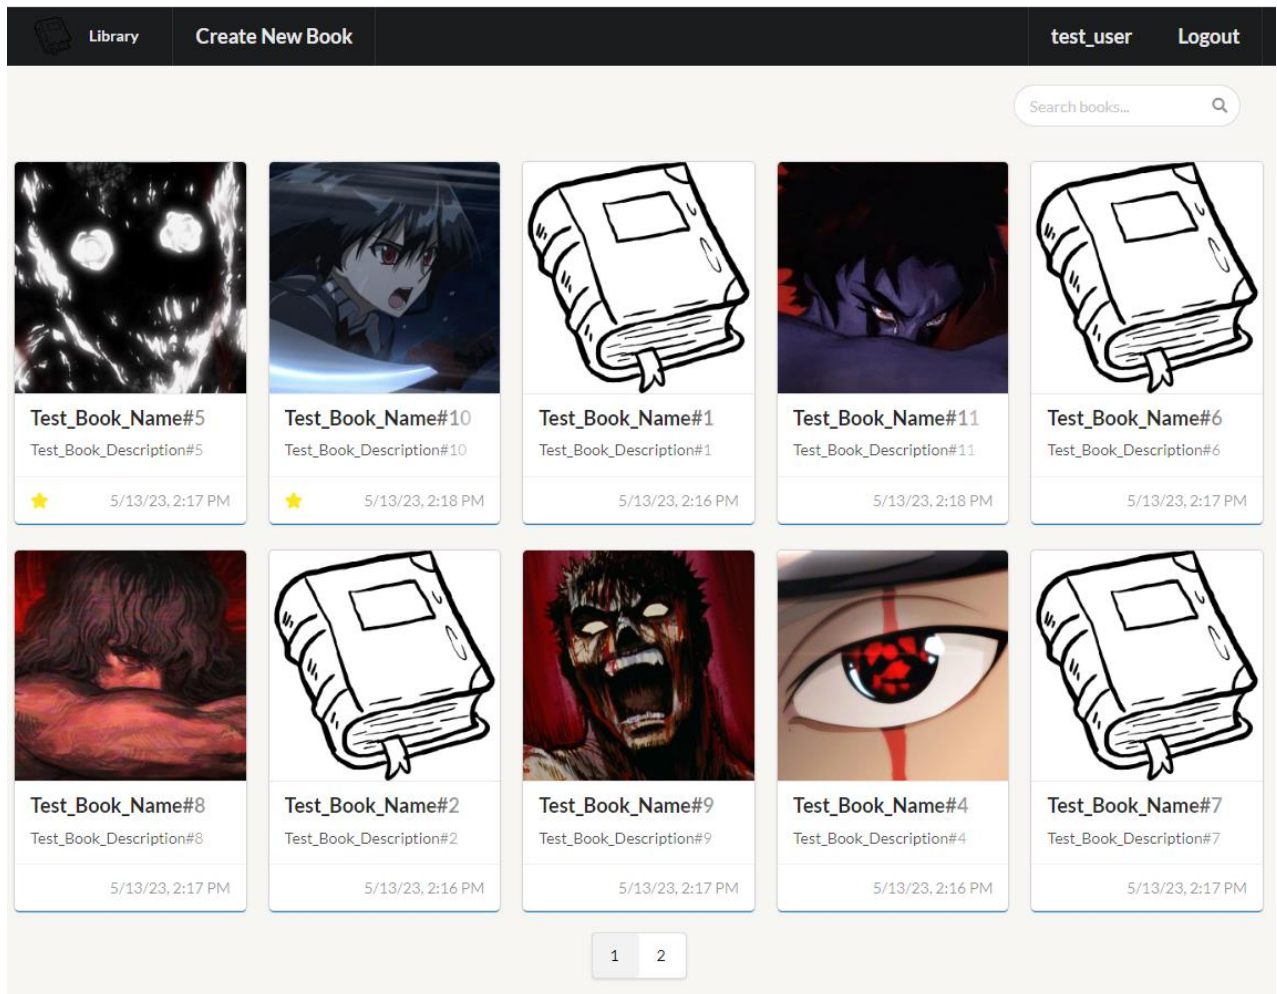 Library Create New Book test_user Logout
Search books...
Test_Book_Name#5
Test_Book_Description#5
5/13/23, 2:17 PM
Test_Book_Name#10
Test_Book_Description#10
5/13/23, 2:18 PM
Test_Book_Name#1
Test_Book_Description#1
5/13/23, 2:16 PM
Test_Book_Name#11
Test_Book_Description#11
5/13/23, 2:18 PM
Test_Book_Name#6
Test_Book_Description#6
5/13/23, 2:17 PM
Test_Book_Name#8
Test_Book_Description#8
5/13/23, 2:17 PM
Test_Book_Name#2
Test_Book_Description#2
5/13/23, 2:16 PM
Test_Book_Name#9
Test_Book_Description#9
5/13/23, 2:17 PM
Test_Book_Name#4
Test_Book_Description#4
5/13/23, 2:16 PM
Test_Book_Name#7
Test_Book_Description#7
5/13/23, 2:17 PM
1 2